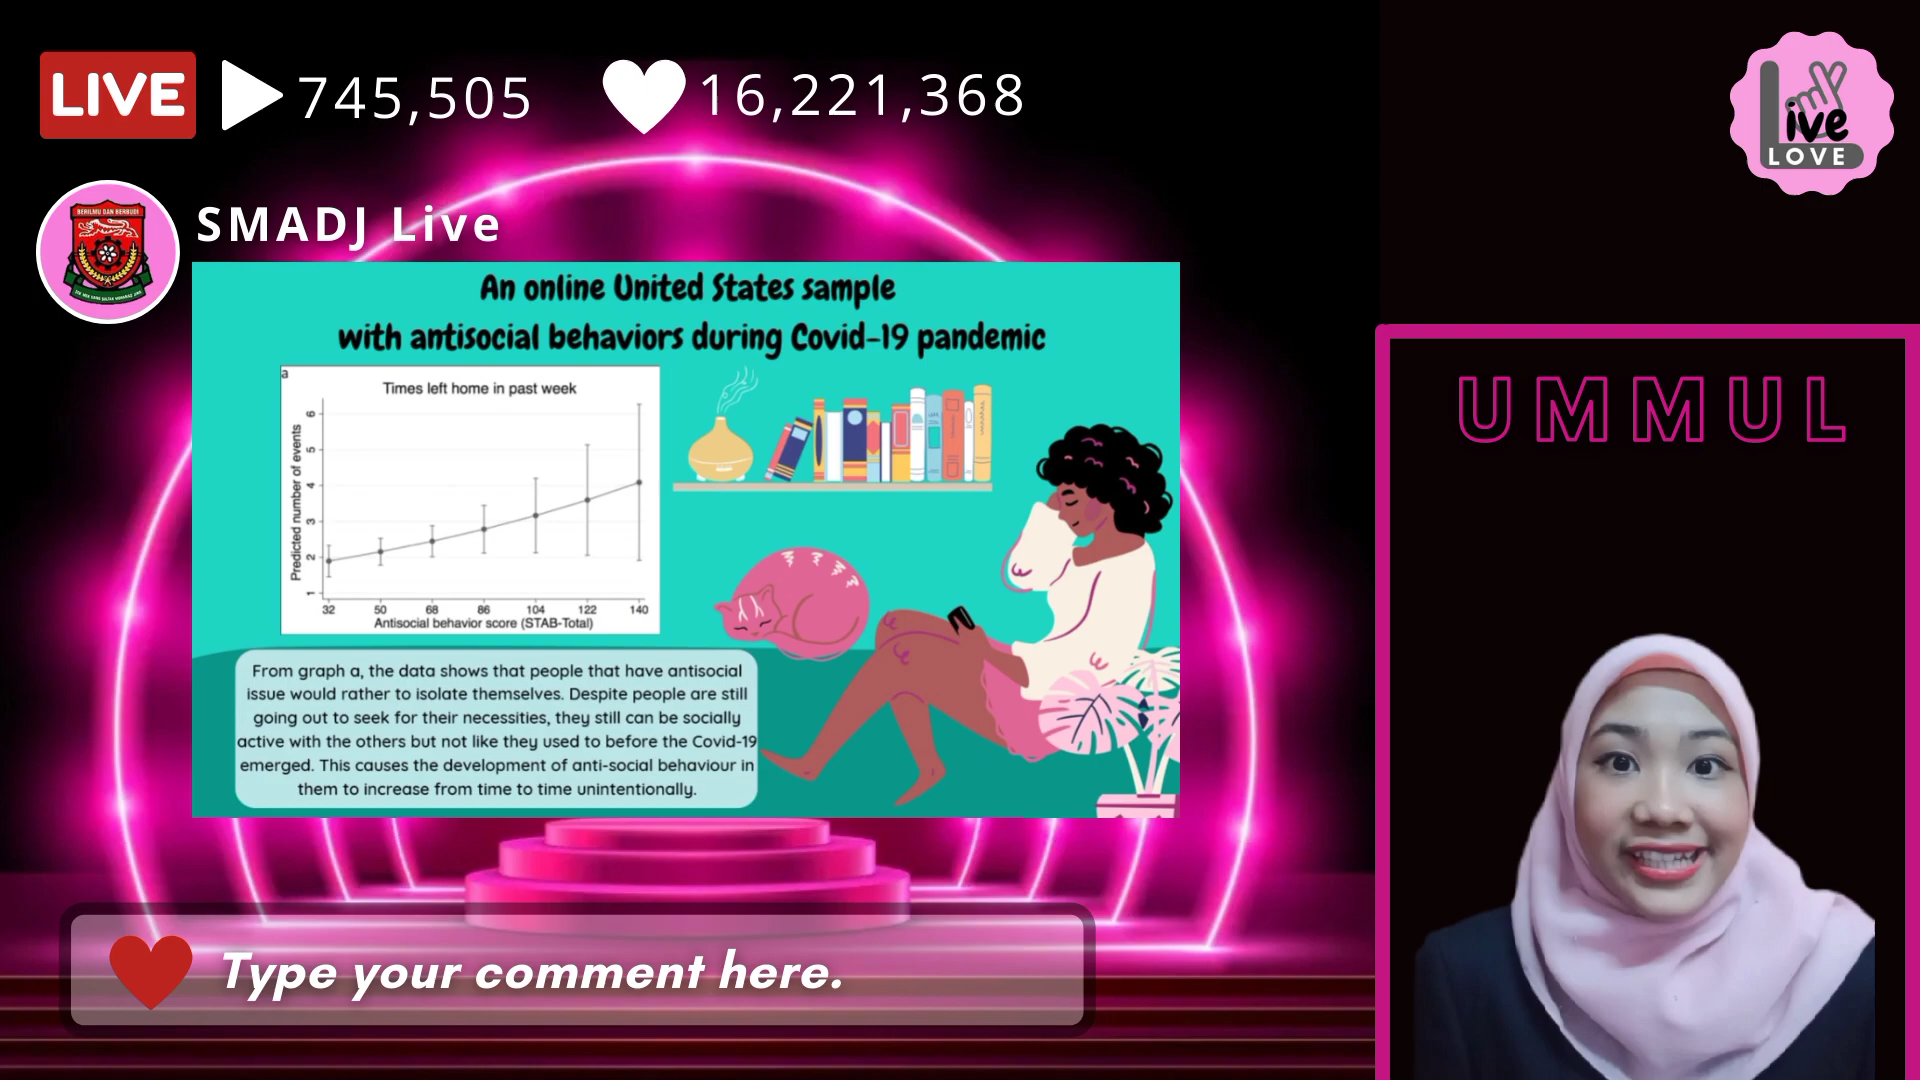 LIVE 745,505 16,221,368
Live
LOVE
BERILMU DAN BERBUDI
SMADJ Live
UMMUL
An online United States sample
with antisocial behaviors during Covid-19 pandemic
a
Times left home in past week
Predicted number of events
6
5
4
3
2
1
32 50 68 86 104 122 140
Antisocial behavior score (STAB-Total)
From graph a, the data shows that people that have antisocial
issue would rather to isolate themselves. Despite people are still
going out to seek for their necessities, they still can be socially
active with the others but not like they used to before the Covid-19
emerged. This causes the development of anti-social behaviour in
them to increase from time to time unintentionally.
Type your comment here.